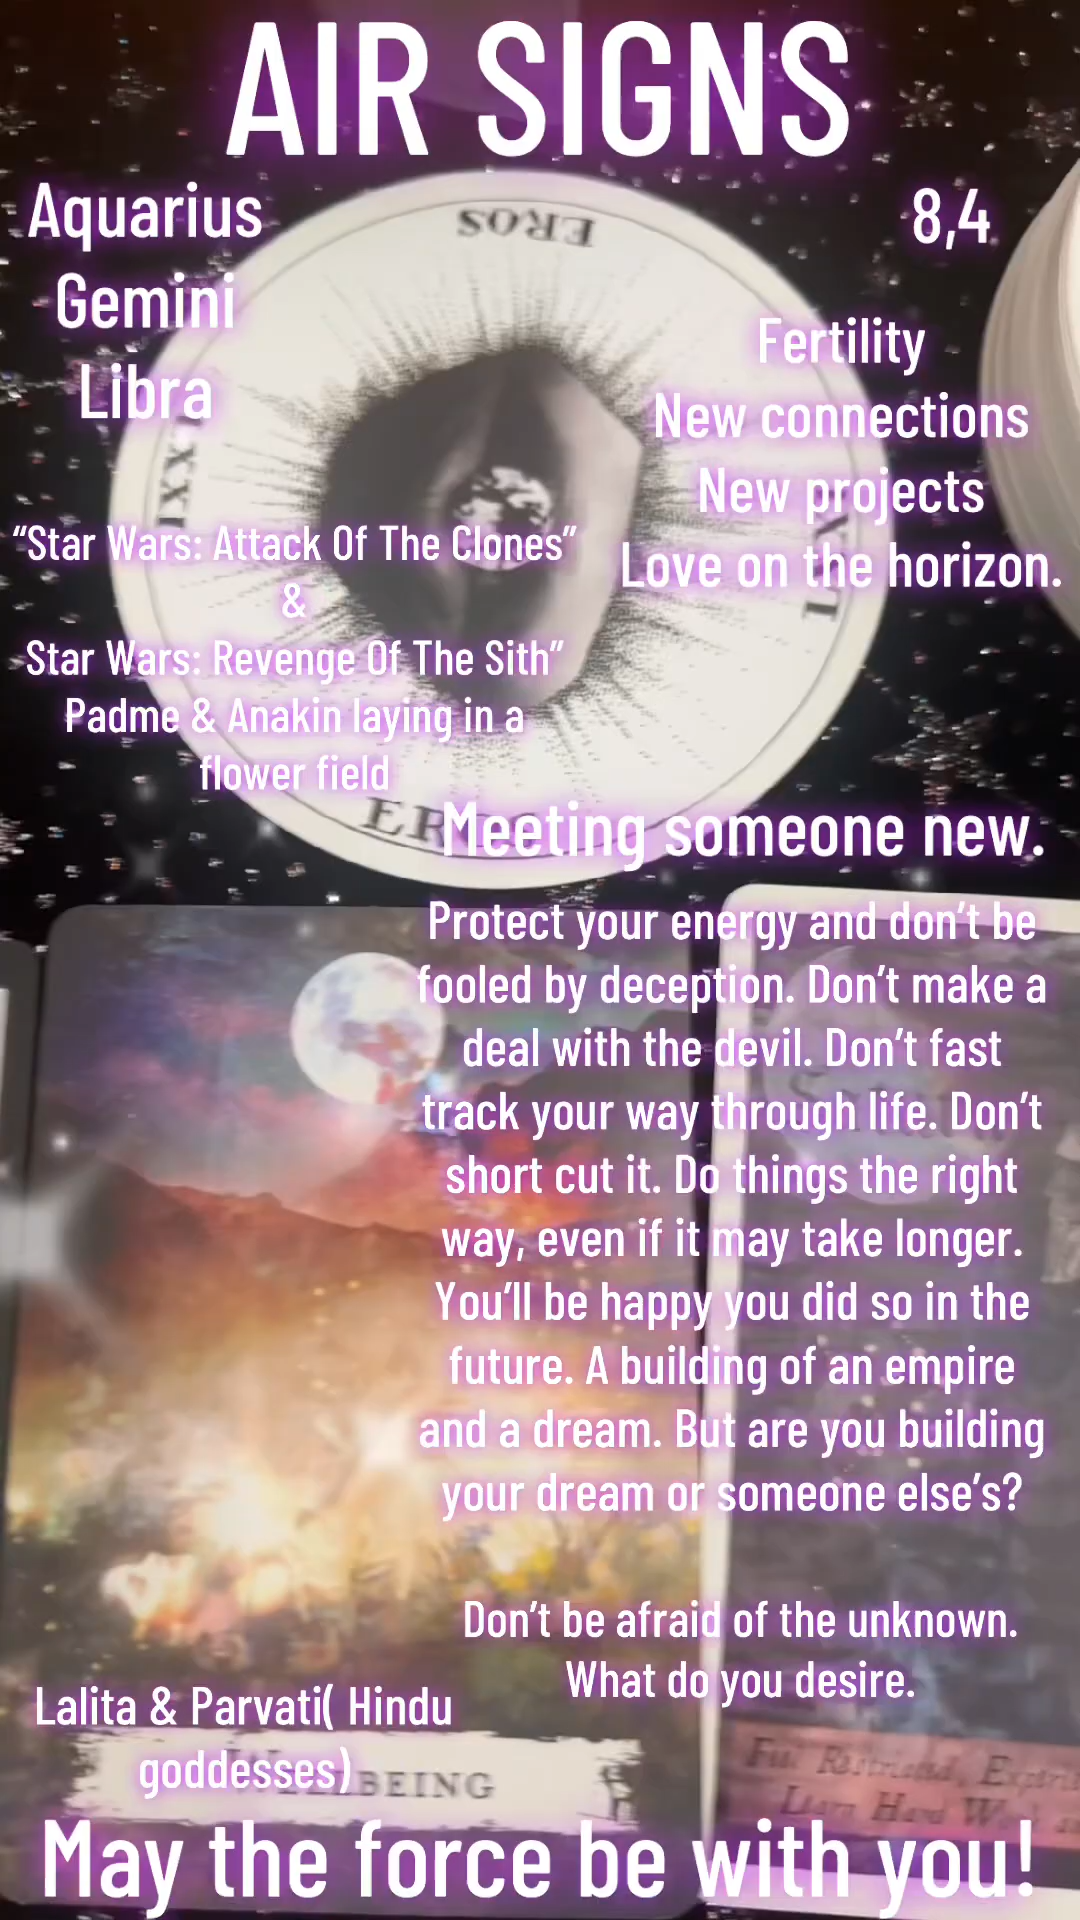 AIR SIGNS
Aquarius
Gemini
Libra
8,4
EROS
Fertility
New connections
New projects
Love on the horizon.
LXXI
LXXI
“Star Wars: Attack Of The Clones”
&
Star Wars: Revenge Of The Sith”
Padme & Anakin laying in a
flower field
Meeting someone new.
Protect your energy and don’t be
fooled by deception. Don’t make a
deal with the devil. Don’t fast
track your way through life. Don’t
short cut it. Do things the right
way, even if it may take longer.
You’ll be happy you did so in the
future. A building of an empire
and a dream. But are you building
your dream or someone else’s?
Don’t be afraid of the unknown.
What do you desire.
Lalita & Parvati( Hindu
goddesses)
WELLBEING
Restricted,
Learn Hard
May the force be with you!